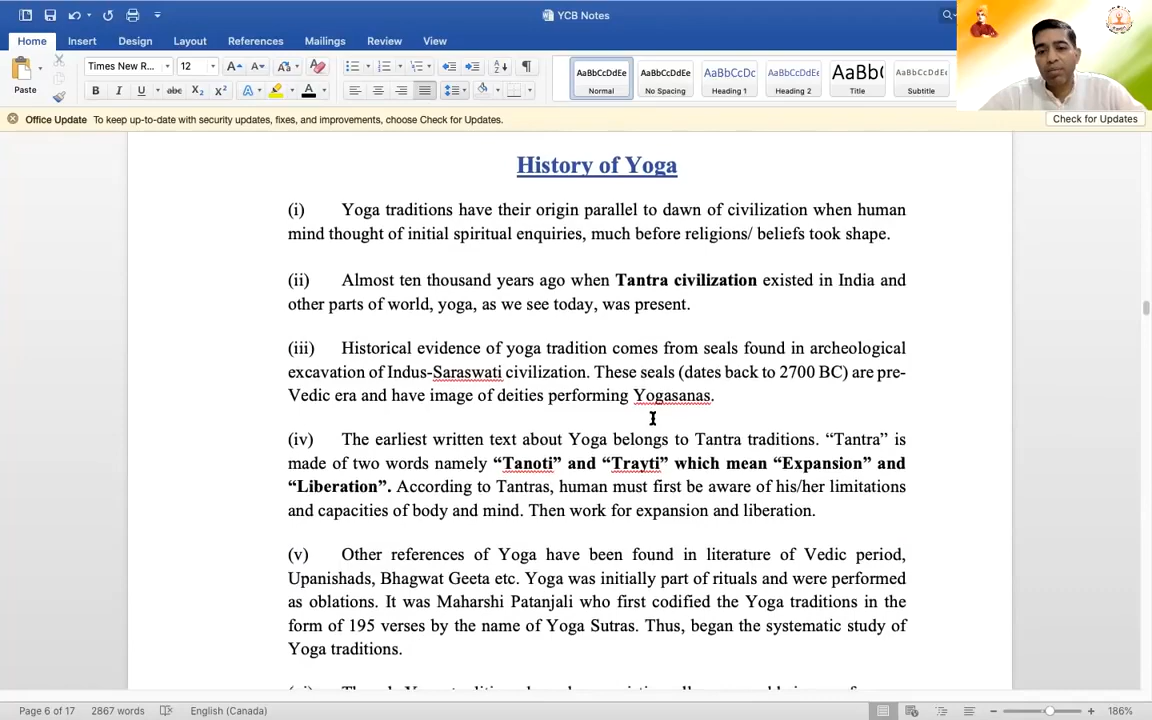 YCB Notes
Home Insert Design Layout References Mailings Review View
Times New R... 12
AaBbCcDdEe AaBbCcDdEe AaBbCcDc AaBbCcDdEe AaBb( AaBbCcDdEe
Paste Normal No Spacing Heading 1 Heading 2 Title Subtitle
Office Update To keep up-to-date with security updates, fixes, and improvements, choose Check for Updates. Check for Updates
History of Yoga
(i) Yoga traditions have their origin parallel to dawn of civilization when human
mind thought of initial spiritual enquiries, much before religions/ beliefs took shape.
(ii) Almost ten thousand years ago when Tantra civilization existed in India and
other parts of world, yoga, as we see today, was present.
(iii) Historical evidence of yoga tradition comes from seals found in archeological
excavation of Indus-Saraswati civilization. These seals (dates back to 2700 BC) are pre-
Vedic era and have image of deities performing Yogasanas.
(iv) The earliest written text about Yoga belongs to Tantra traditions. “Tantra” is
made of two words namely “Tanoti” and “Trayti” which mean “Expansion” and
“Liberation”. According to Tantras, human must first be aware of his/her limitations
and capacities of body and mind. Then work for expansion and liberation.
(v) Other references of Yoga have been found in literature of Vedic period,
Upanishads, Bhagwat Geeta etc. Yoga was initially part of rituals and were performed
as oblations. It was Maharshi Patanjali who first codified the Yoga traditions in the
form of 195 verses by the name of Yoga Sutras. Thus, began the systematic study of
Yoga traditions.
Page 6 of 17 2867 words English (Canada) 186%